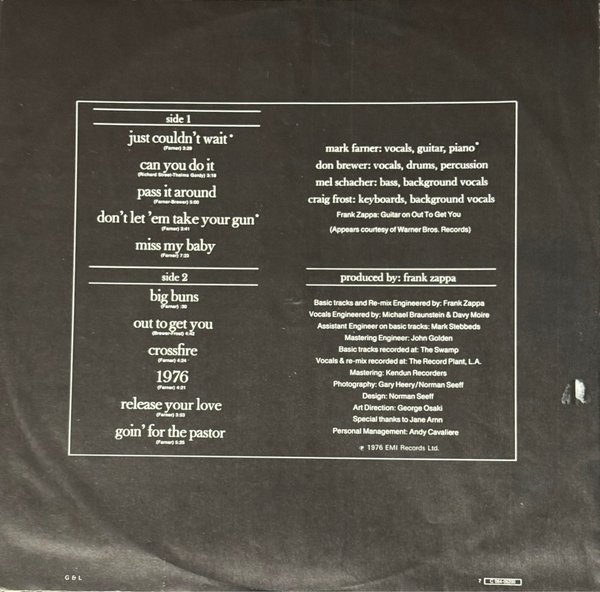 side 1
just couldn't wait*
(Farner) 3:29
can you do it
(Richard Street-Thelma Gordy) 3:16
pass it around
(Farner-Brewer) 5:00
don't let 'em take your gun*
(Farner) 3:41
miss my baby
(Farner) 7:23
side 2
big buns
(Farner) :30
out to get you
(Brewer-Frost) 4:42
crossfire
(Farner) 4:24
1976
(Farner) 4:21
release your love
(Farner) 3:53
goin' for the pastor
(Farner) 5:25
mark farner: vocals, guitar, piano*
don brewer: vocals, drums, percussion
mel schacher: bass, background vocals
craig frost: keyboards, background vocals
Frank Zappa: Guitar on Out To Get You
(Appears courtesy of Warner Bros. Records)
produced by: frank zappa
Basic tracks and Re-mix Engineered by: Frank Zappa
Vocals Engineered by: Michael Braunstein & Davy Moire
Assistant Engineer on basic tracks: Mark Stebbeds
Mastering Engineer: John Golden
Basic tracks recorded at: The Swamp
Vocals & re-mix recorded at: The Record Plant, L.A.
Mastering: Kendun Recorders
Photography: Gary Heery/Norman Seeff
Design: Norman Seeff
Art Direction: George Osaki
Special thanks to Jane Arnn
Personal Management: Andy Cavaliere
℗ 1976 EMI Records Ltd.
G & L
7